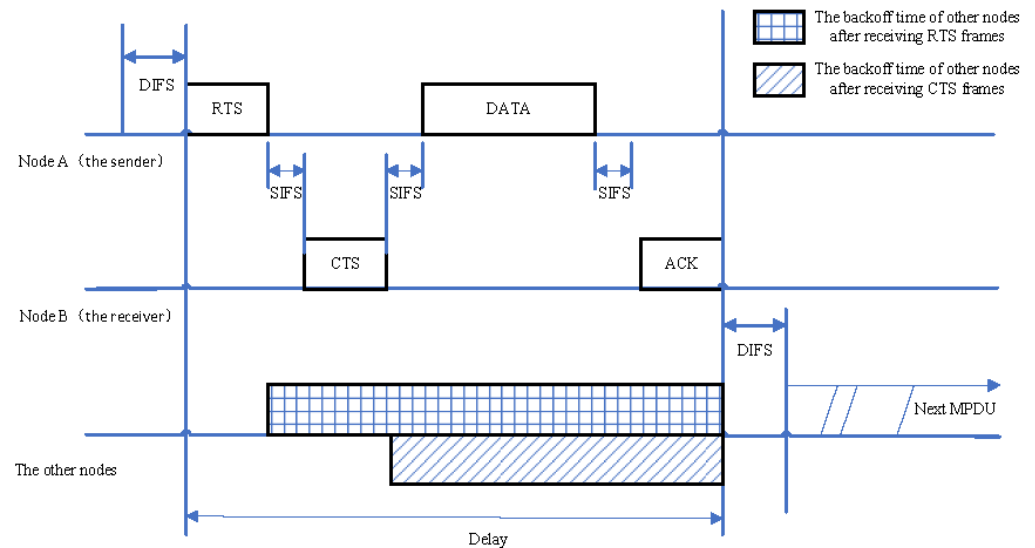 The backoff time of other nodes
after receiving RTS frames
The backoff time of other nodes
after receiving CTS frames
DIFS
RTS
DATA
Node A (the sender)
SIFS
SIFS
SIFS
CTS
ACK
Node B (the receiver)
DIFS
Next MPDU
The other nodes
Delay